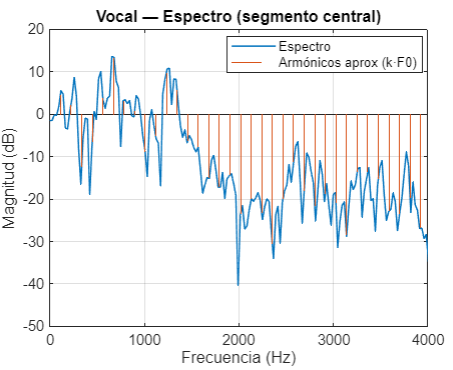 Vocal — Espectro (segmento central)
Espectro
Armónicos aprox (k·F0)
20
10
0
-10
-20
-30
-40
-50
Magnitud (dB)
0 1000 2000 3000 4000
Frecuencia (Hz)